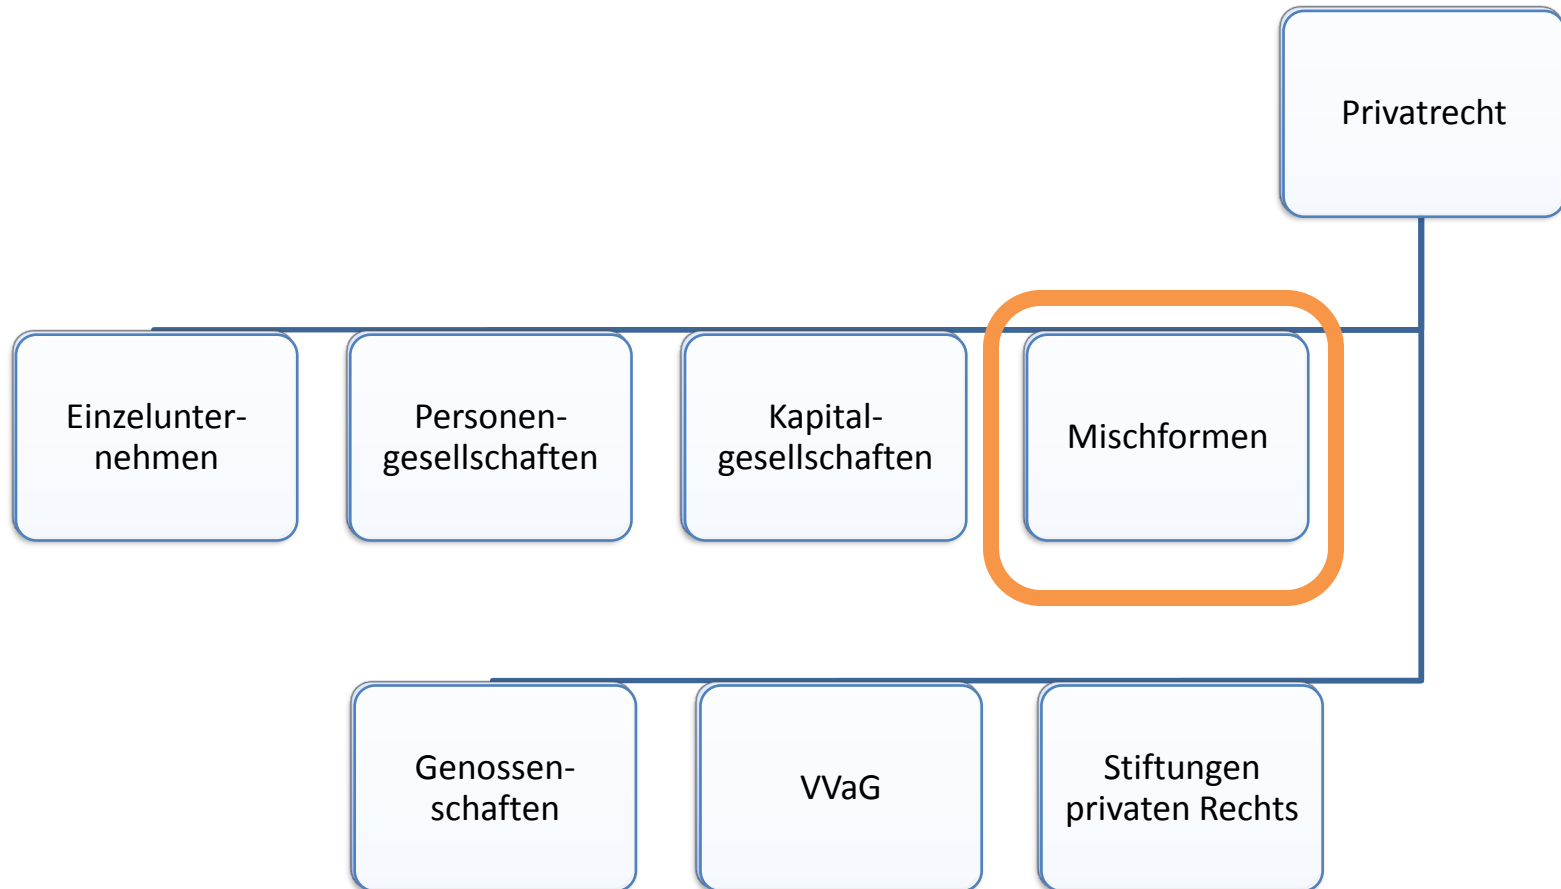 Privatrecht
Einzelunter-
nehmen
Personen-
gesellschaften
Kapital-
gesellschaften
Mischformen
Genossen-
schaften
VVaG
Stiftungen
privaten Rechts